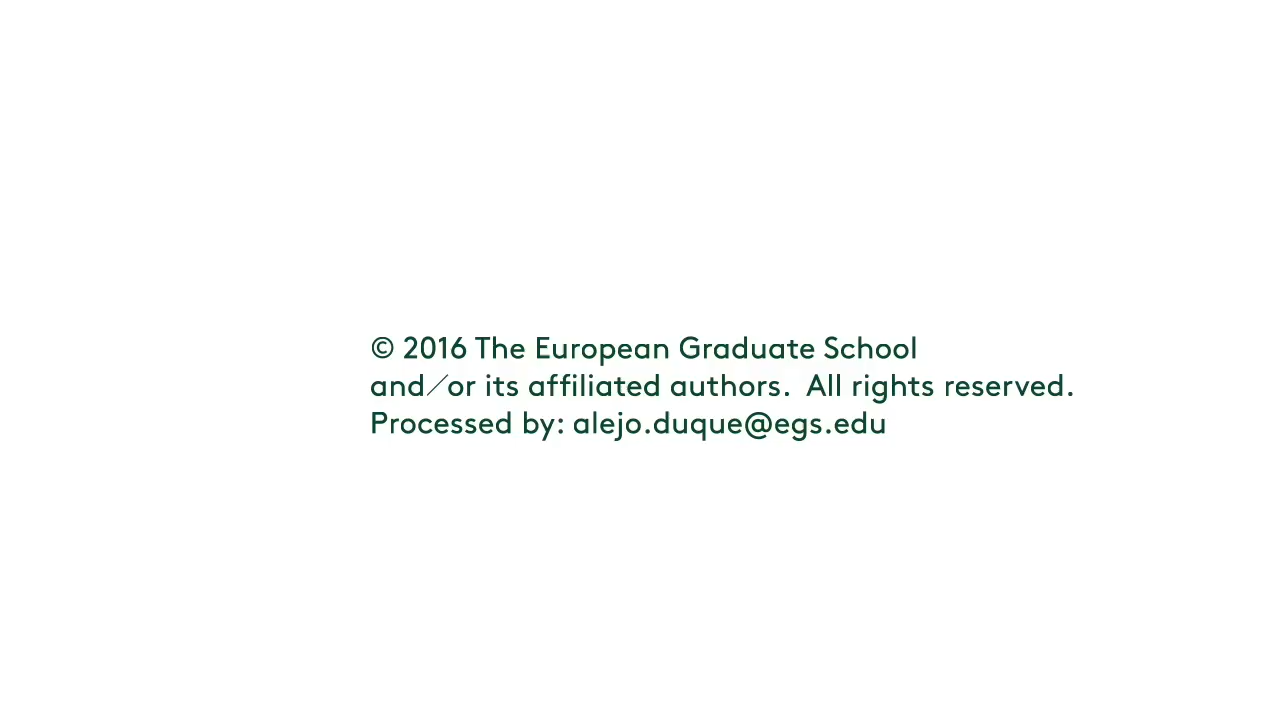 © 2016 The European Graduate School
and/or its affiliated authors.  All rights reserved.
Processed by: alejo.duque@egs.edu